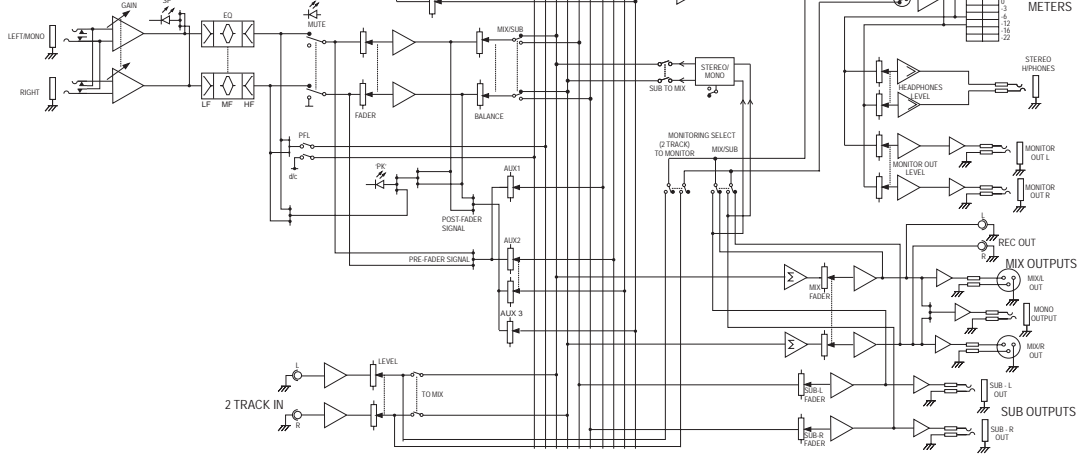 GAIN
EQ
MUTE
LEFT/MONO
RIGHT
LF MF HF
FADER
MIX/SUB
BALANCE
PFL
d/c
'PK'
AUX1
POST-FADER
SIGNAL
AUX2
PRE-FADER SIGNAL
AUX 3
LEVEL
L
2 TRACK IN
R
TO MIX
STEREO/
MONO
SUB TO MIX
MONITORING SELECT
(2 TRACK)
TO MONITOR
MIX/SUB
0
-3
-6
-12
-16
-22
METERS
STEREO
H/PHONES
HEADPHONES
LEVEL
MONITOR
OUT L
MONITOR OUT
LEVEL
MONITOR
OUT R
L
REC OUT
R
MIX OUTPUTS
Σ
MIX
FADER
MIX/L
OUT
MONO
OUTPUT
Σ
MIX/R
OUT
SUB-L
FADER
SUB - L
OUT
SUB OUTPUTS
SUB-R
FADER
SUB - R
OUT